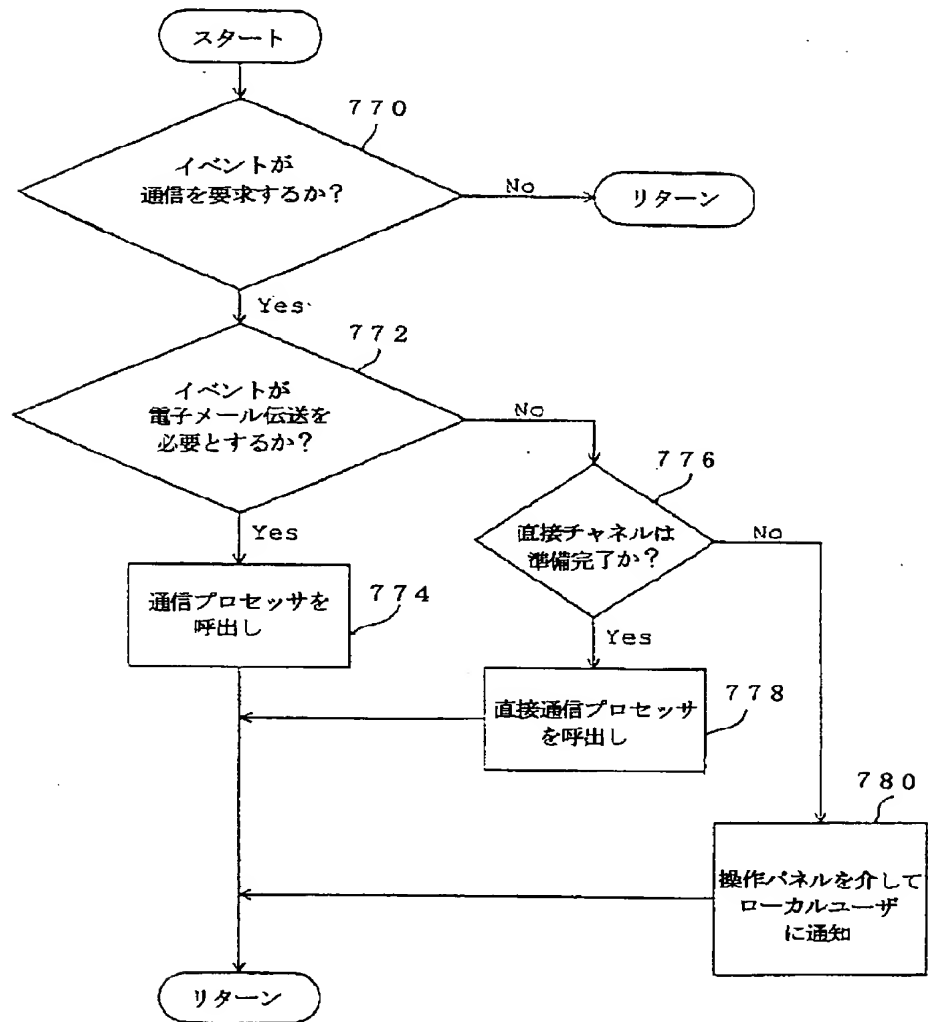 スタート
770
イベントが
通信を要求するか?
No
リターン
Yes
772
イベントが
電子メール伝送を
必要とするか?
No
776
Yes
直接チャネルは
準備完了か?
No
通信プロセッサを
呼出し
774
Yes
直接通信プロセッサ
を呼出し
778
780
操作パネルを介して
ローカルユーザ
に通知
リターン